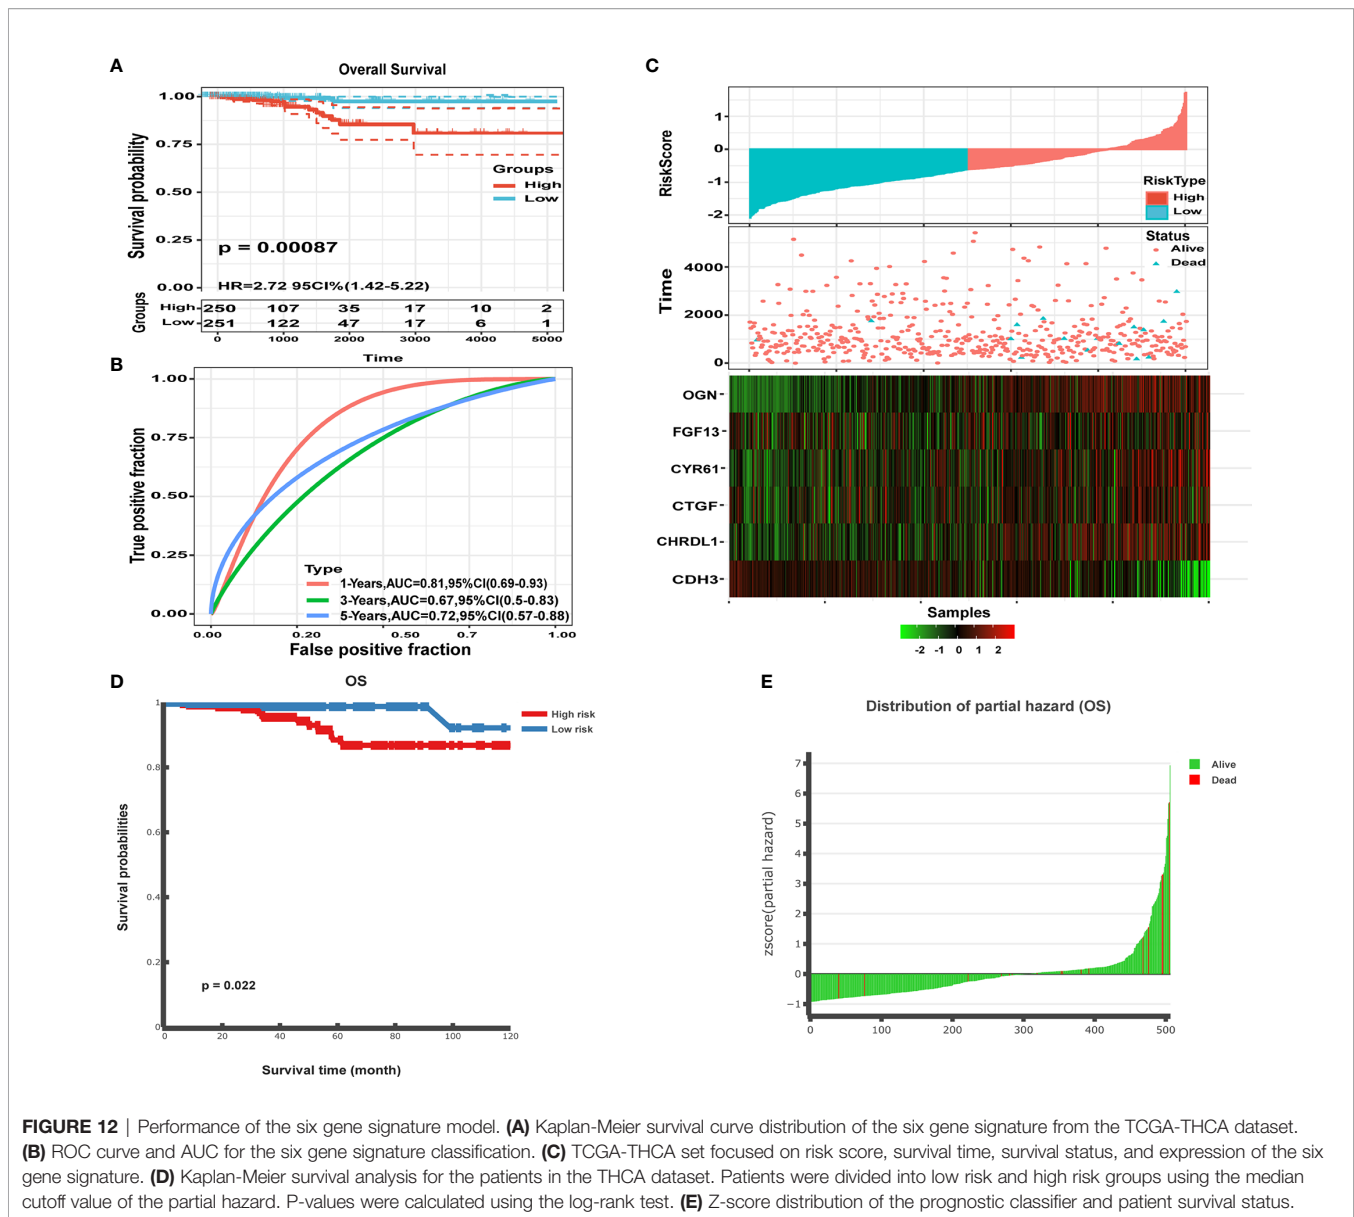 A
Overall Survival
Survival probability
1.00
0.75
0.50
0.25
0.00
Groups
High
Low
p = 0.00087
HR=2.72 95CI%(1.42-5.22)
Groups
High 250 107 35 17 10 2
Low 251 122 47 17 6 1
0 1000 2000 3000 4000 5000
Time
B
True positive fraction
1.00
0.75
0.50
0.25
0.00
Type
1-Years,AUC=0.81,95%CI(0.69-0.93)
3-Years,AUC=0.67,95%CI(0.5-0.83)
5-Years,AUC=0.72,95%CI(0.57-0.88)
0.00 0.20 0.50 0.7 1.00
False positive fraction
C
RiskScore
1
0
-1
-2
RiskType
High
Low
Time
4000
2000
0
Status
Alive
Dead
OGN
FGF13
CYR61
CTGF
CHRDL1
CDH3
Samples
-2 -1 0 1 2
D
OS
Survival probabilities
1
0.8
0.6
0.4
0.2
0
High risk
Low risk
p = 0.022
0 20 40 60 80 100 120
Survival time (month)
E
Distribution of partial hazard (OS)
zscore(partial hazard)
7
6
5
4
3
2
1
0
−1
Alive
Dead
0 100 200 300 400 500
FIGURE 12 | Performance of the six gene signature model. (A) Kaplan-Meier survival curve distribution of the six gene signature from the TCGA-THCA dataset.
(B) ROC curve and AUC for the six gene signature classification. (C) TCGA-THCA set focused on risk score, survival time, survival status, and expression of the six
gene signature. (D) Kaplan-Meier survival analysis for the patients in the THCA dataset. Patients were divided into low risk and high risk groups using the median
cutoff value of the partial hazard. P-values were calculated using the log-rank test. (E) Z-score distribution of the prognostic classifier and patient survival status.